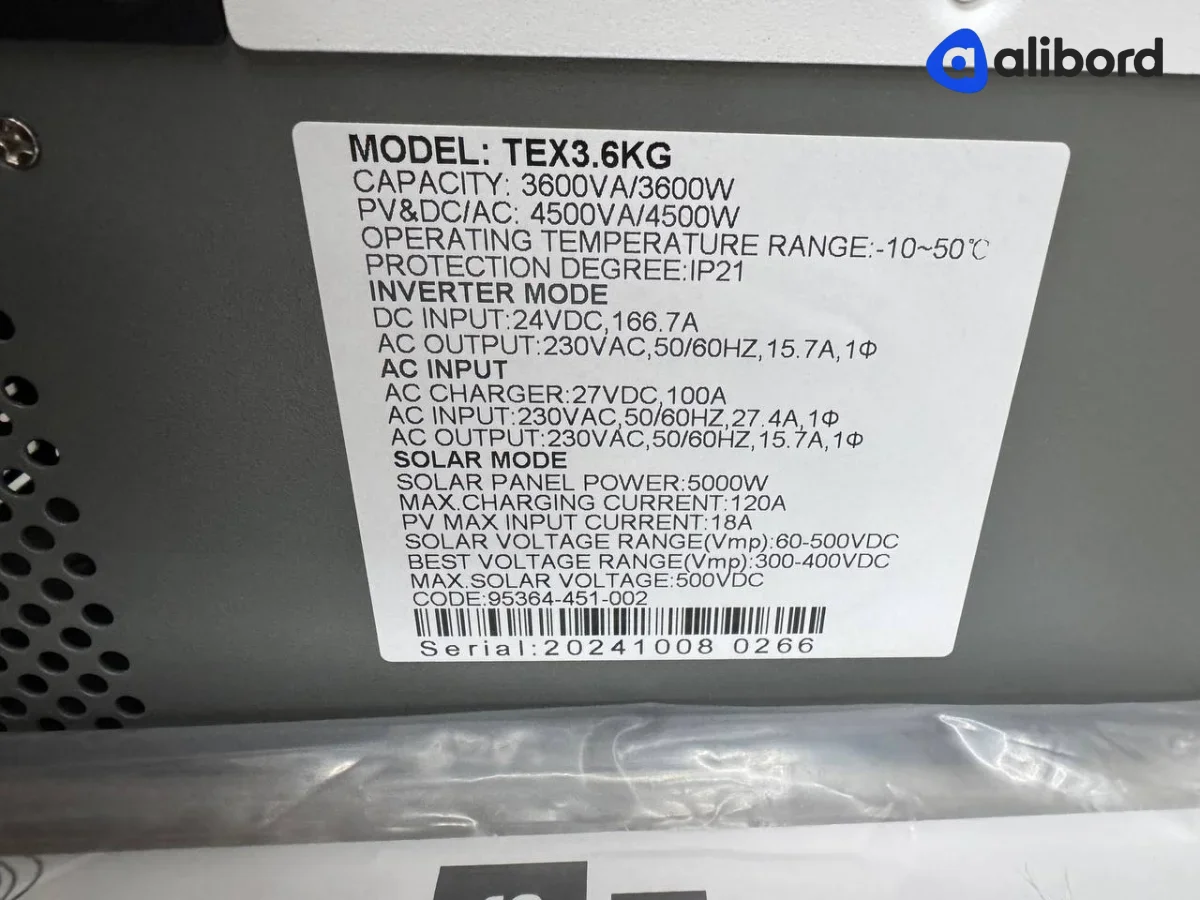 alibord
MODEL: TEX3.6KG
CAPACITY: 3600VA/3600W
PV&DC/AC: 4500VA/4500W
OPERATING TEMPERATURE RANGE:-10~50℃
PROTECTION DEGREE:IP21
INVERTER MODE
DC INPUT:24VDC,166.7A
AC OUTPUT:230VAC,50/60HZ,15.7A,1Φ
AC INPUT
AC CHARGER:27VDC,100A
AC INPUT:230VAC,50/60HZ,27.4A,1Φ
AC OUTPUT:230VAC,50/60HZ,15.7A,1Φ
SOLAR MODE
SOLAR PANEL POWER:5000W
MAX.CHARGING CURRENT:120A
PV MAX INPUT CURRENT:18A
SOLAR VOLTAGE RANGE(Vmp):60-500VDC
BEST VOLTAGE RANGE(Vmp):300-400VDC
MAX.SOLAR VOLTAGE:500VDC
CODE:95364-451-002
Serial:20241008 0266